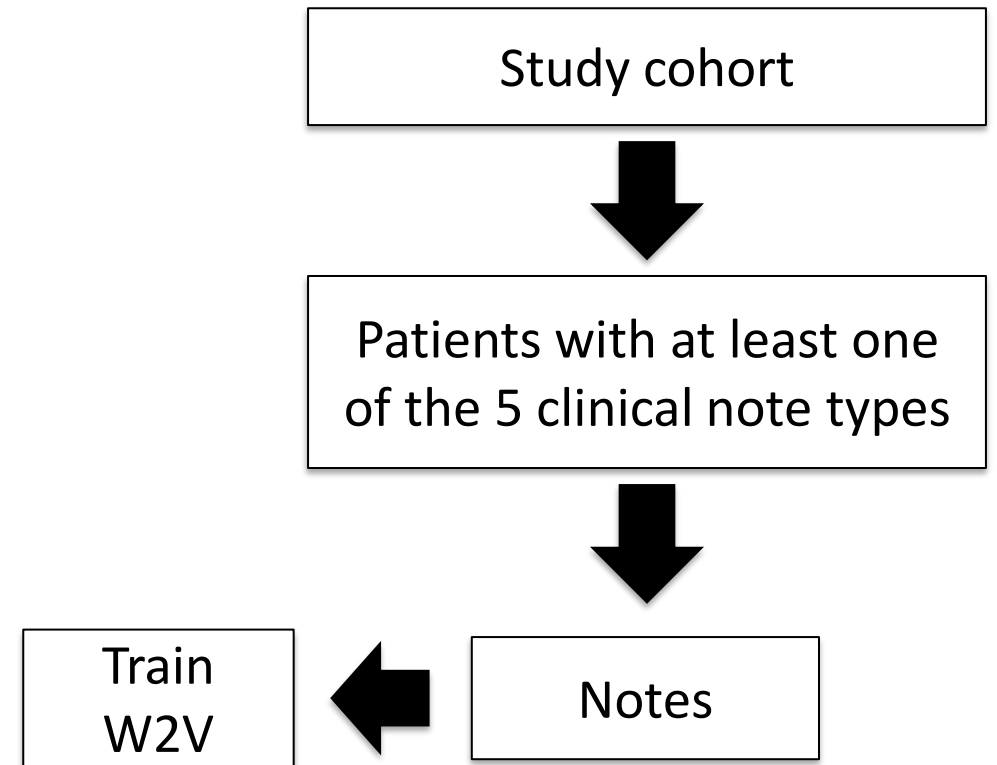 Study cohort
Patients with at least one
of the 5 clinical note types
Train
W2V
Notes